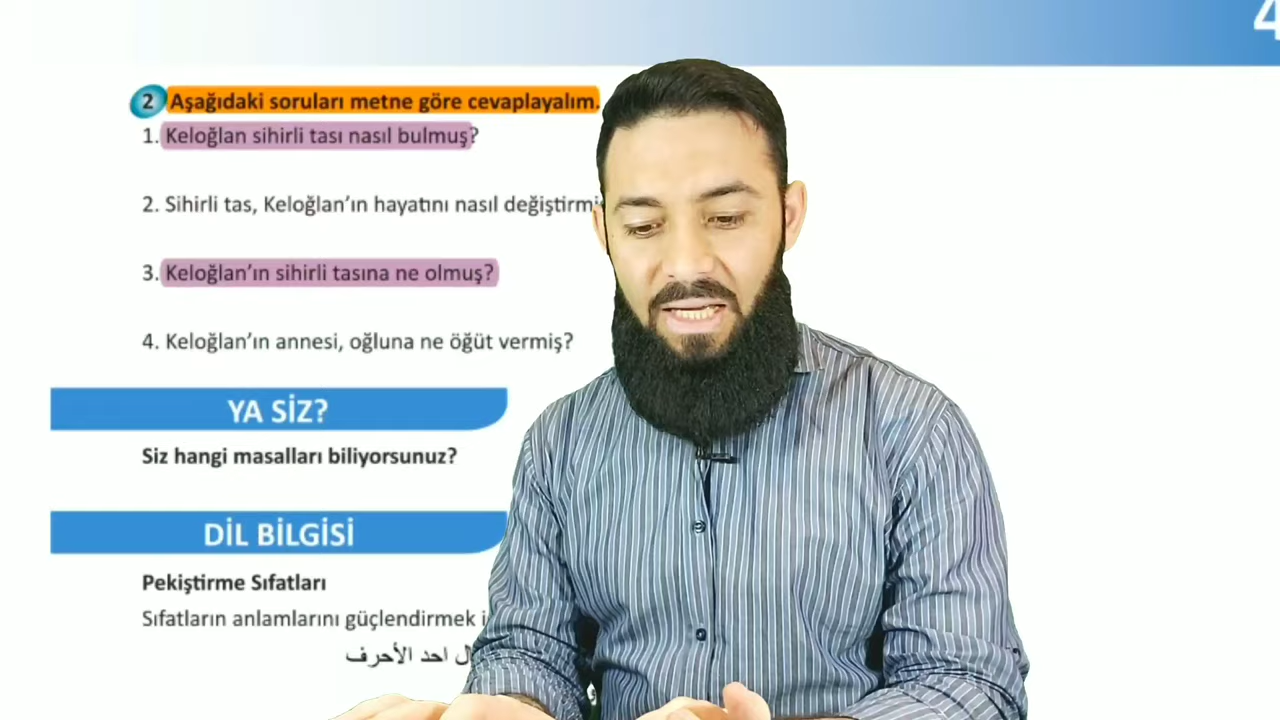 4
2 Aşağıdaki soruları metne göre cevaplayalım.
1. Keloğlan sihirli tası nasıl bulmuş?
2. Sihirli tas, Keloğlan’ın hayatını nasıl değiştirmi
3. Keloğlan’ın sihirli tasına ne olmuş?
4. Keloğlan’ın annesi, oğluna ne öğüt vermiş?
YA SİZ?
Siz hangi masalları biliyorsunuz?
DİL BİLGİSİ
Pekiştirme Sıfatları
Sıfatların anlamlarını güçlendirmek
احد الأحرف